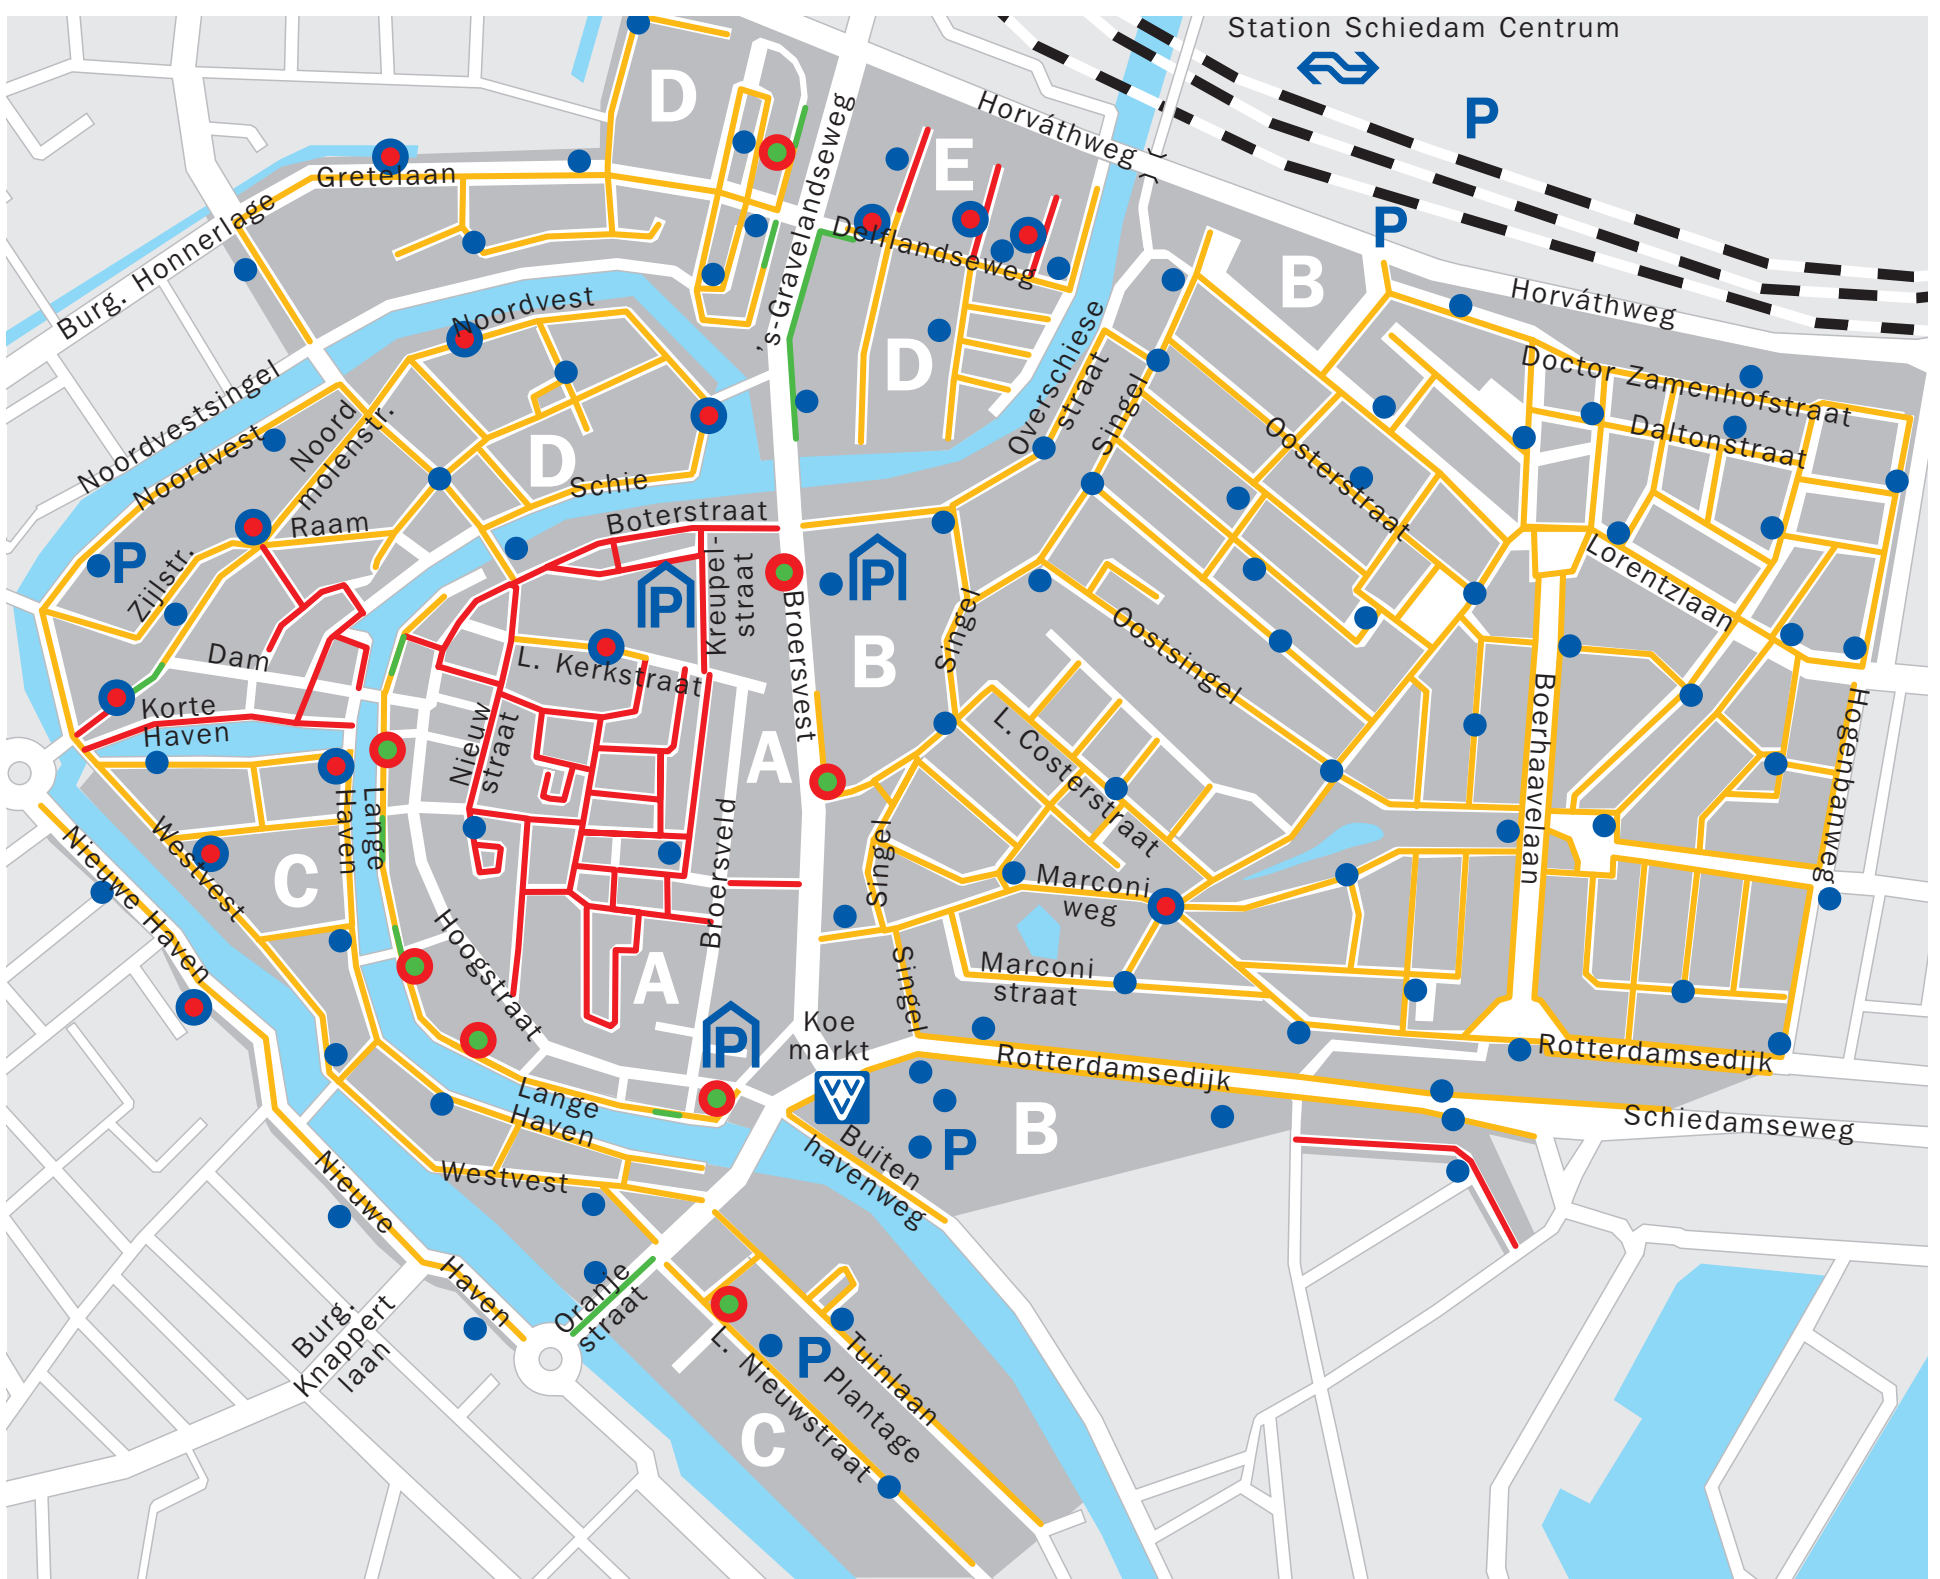 Station Schiedam Centrum
P
Horváthweg
D
E
Gretelaan
's-Gravelandseweg
Delflandseweg
P
B
Horváthweg
Burg. Honnerlage
Noordvest
D
Overschiese
straat
Singel
Doctor Zamenhofstraat
Daltonstraat
Noordvestsingel
Noordvest
Noord
molenstr.
D
Schie
Oosterstraat
Boterstraat
Raam
P
Zijlstr.
Kreupel-
straat
P
P
Lorentzlaan
Broersvest
Singel
B
Oostsingel
Dam
L. Kerkstraat
Korte
Haven
Nieuw
straat
A
L. Costerstraat
Boerhaavelaan
Hogenbanweg
Lange
Haven
Westvest
Nieuwe Haven
C
Broersveld
Singel
Marconi
weg
Hoogstraat
A
Singel
Marconi
straat
P
Koe
markt
VVV
Rotterdamsedijk
Rotterdamsedijk
Lange
Haven
B
Schiedamseweg
P
Buiten
havenweg
Westvest
Nieuwe
Haven
Oranje
straat
Burg.
Knappert
laan
L. Nieuwstraat
P
Plantage
Tuinlaan
C